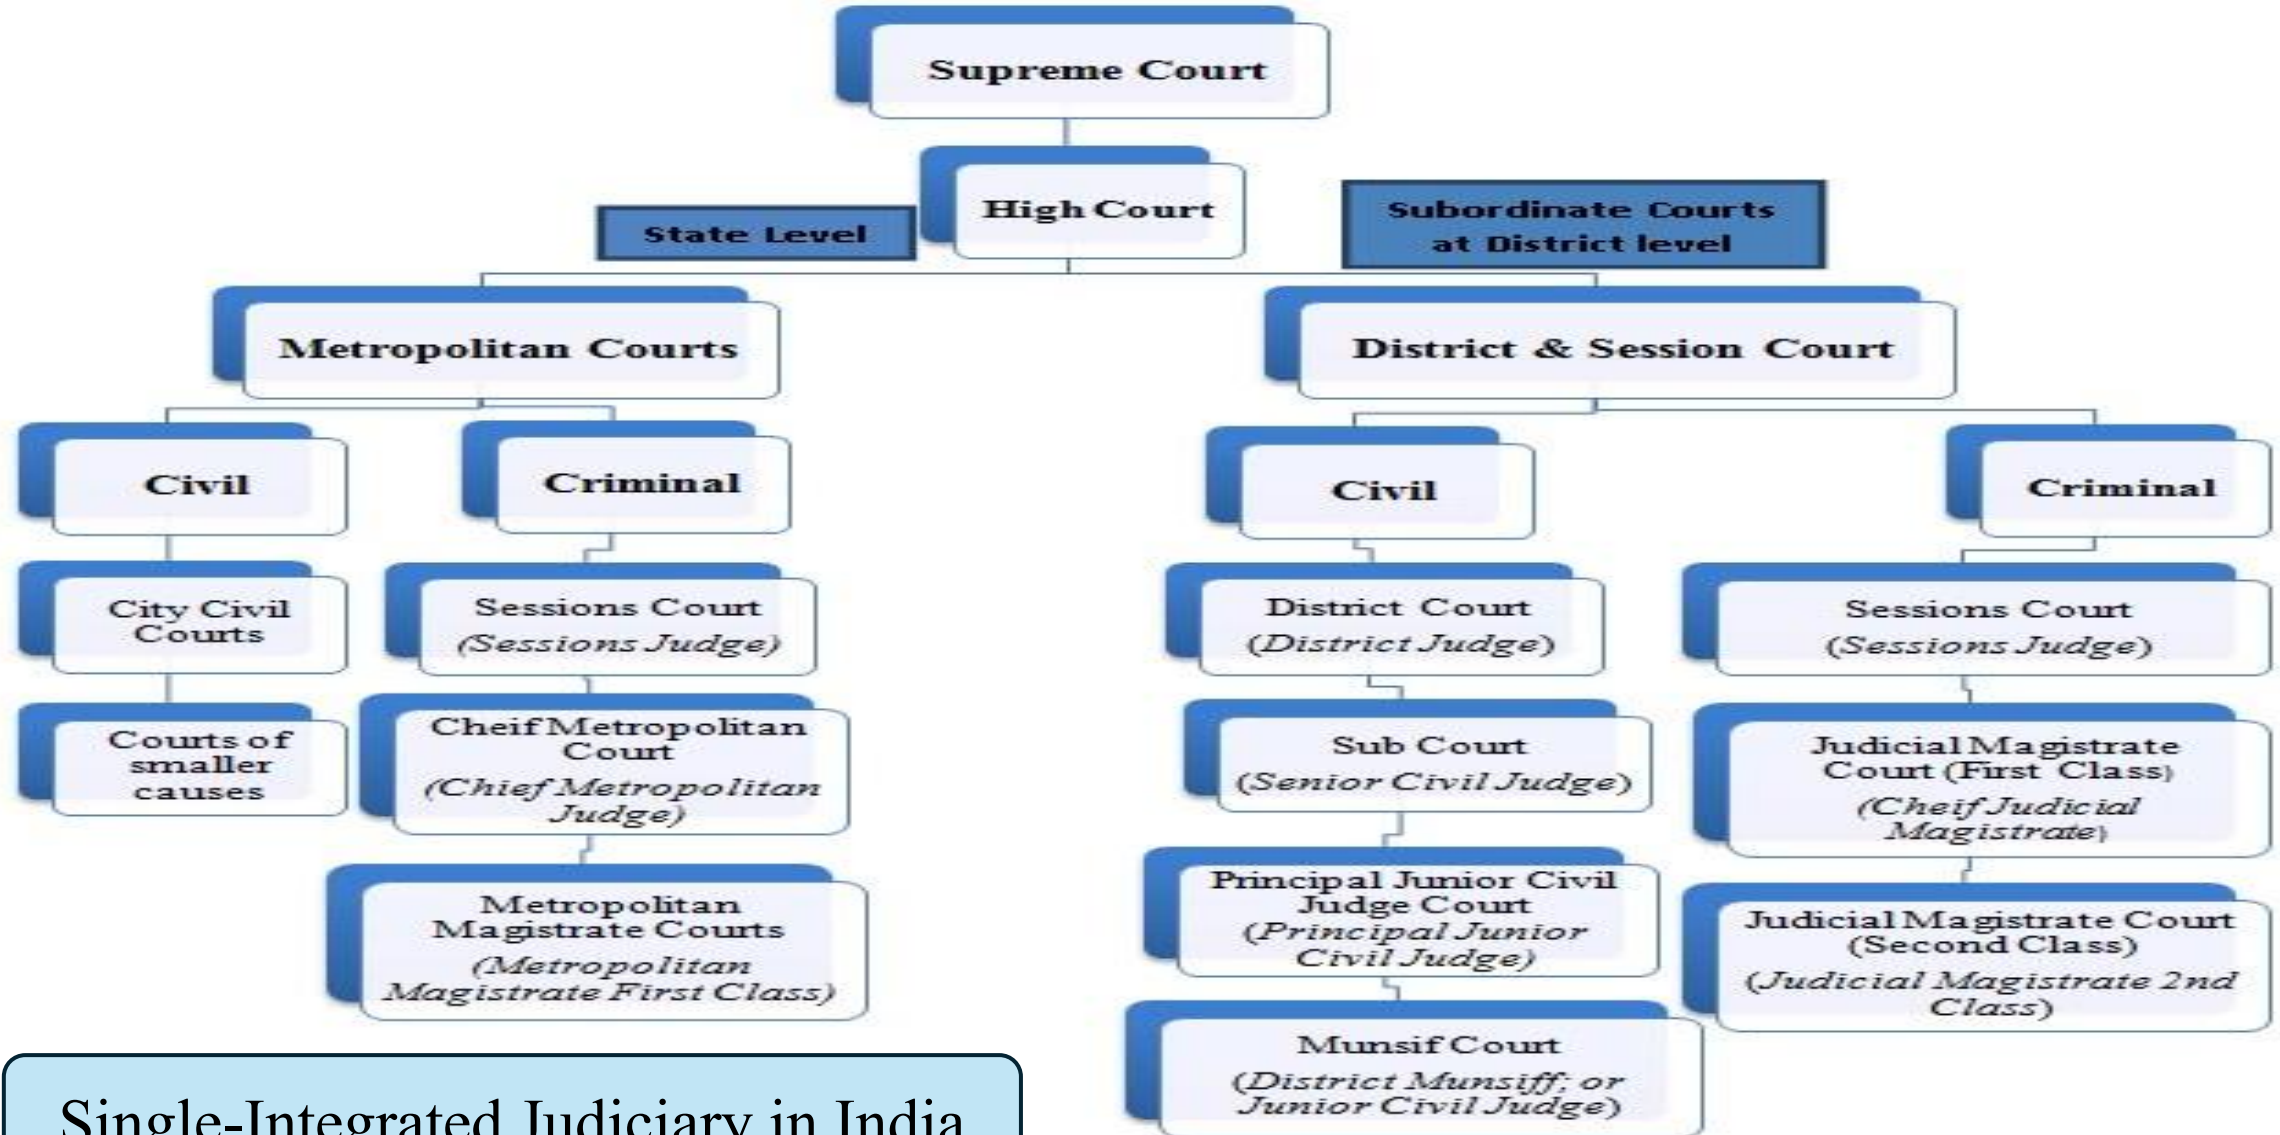 Supreme Court
High Court
State Level
Subordinate Courts
at District level
Metropolitan Courts
District & Session Court
Civil
Criminal
Civil
Criminal
City Civil
Courts
Sessions Court
(Sessions Judge)
District Court
(District Judge)
Sessions Court
(Sessions Judge)
Courts of
smaller
causes
Cheif Metropolitan
Court
(Chief Metropolitan
Judge)
Sub Court
(Senior Civil Judge)
Judicial Magistrate
Court (First Class)
(Cheif Judicial
Magistrate)
Metropolitan
Magistrate Courts
(Metropolitan
Magistrate First Class)
Principal Junior Civil
Judge Court
(Principal Junior
Civil Judge)
Judicial Magistrate Court
(Second Class)
(Judicial Magistrate 2nd
Class)
Munsif Court
(District Munsiff; or
Junior Civil Judge)
Single-Integrated Judiciary in India